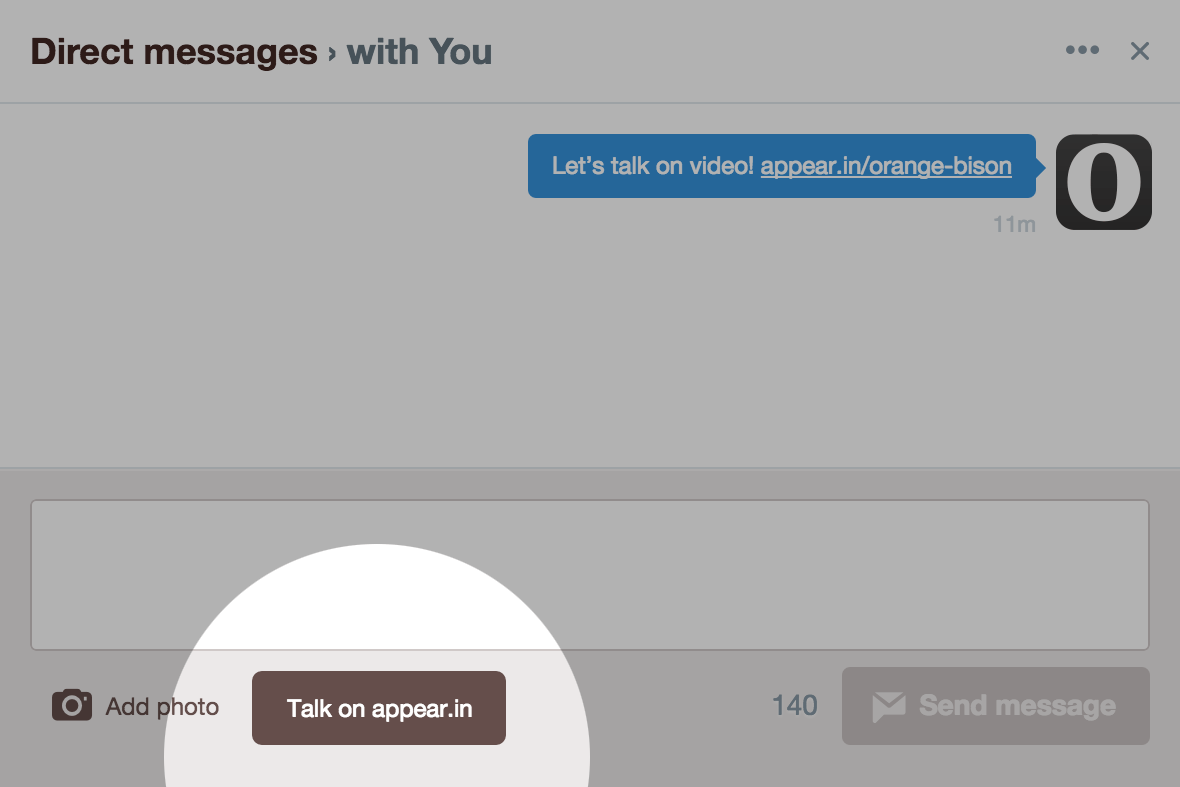 Direct messages › with You
Let's talk on video! appear.in/orange-bison
11m
O
Add photo
Talk on appear.in
140
Send message